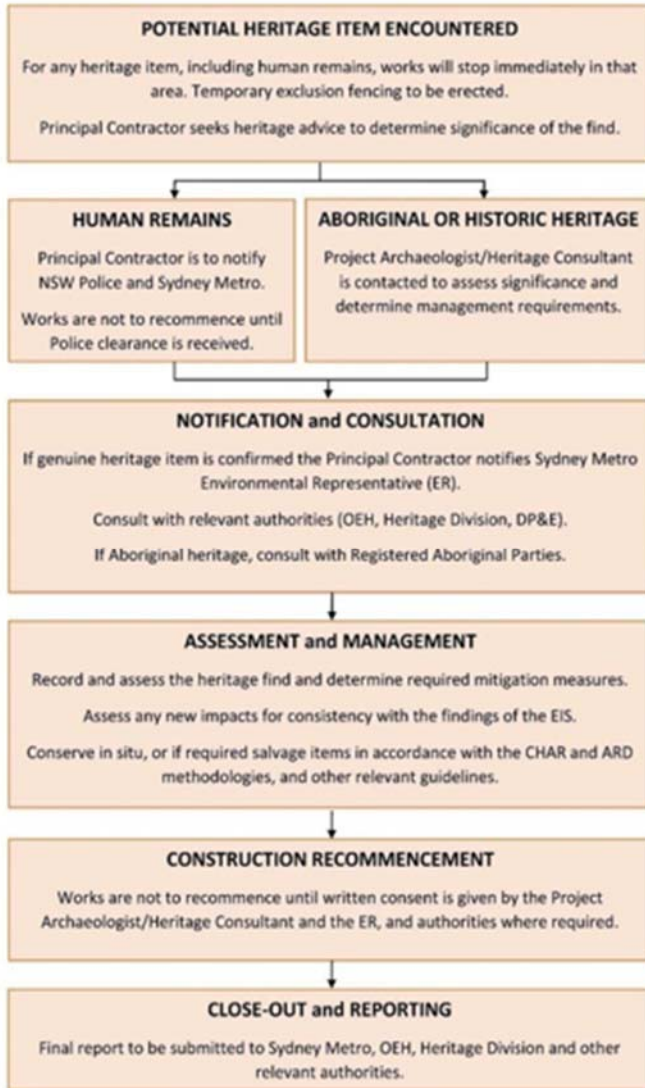 POTENTIAL HERITAGE ITEM ENCOUNTERED
For any heritage item, including human remains, works will stop immediately in that
area. Temporary exclusion fencing to be erected.
Principal Contractor seeks heritage advice to determine significance of the find.
HUMAN REMAINS
Principal Contractor is to notify
NSW Police and Sydney Metro.
Works are not to recommence until
Police clearance is received.
ABORIGINAL OR HISTORIC HERITAGE
Project Archaeologist/Heritage Consultant
is contacted to assess significance and
determine management requirements.
NOTIFICATION and CONSULTATION
If genuine heritage item is confirmed the Principal Contractor notifies Sydney Metro
Environmental Representative (ER).
Consult with relevant authorities (OEH, Heritage Division, DP&E).
If Aboriginal heritage, consult with Registered Aboriginal Parties.
ASSESSMENT and MANAGEMENT
Record and assess the heritage find and determine required mitigation measures.
Assess any new impacts for consistency with the findings of the EIS.
Conserve in situ, or if required salvage items in accordance with the CHAR and ARD
methodologies, and other relevant guidelines.
CONSTRUCTION RECOMMENCEMENT
Works are not to recommence until written consent is given by the Project
Archaeologist/Heritage Consultant and the ER, and authorities where required.
CLOSE-OUT and REPORTING
Final report to be submitted to Sydney Metro, OEH, Heritage Division and other
relevant authorities.